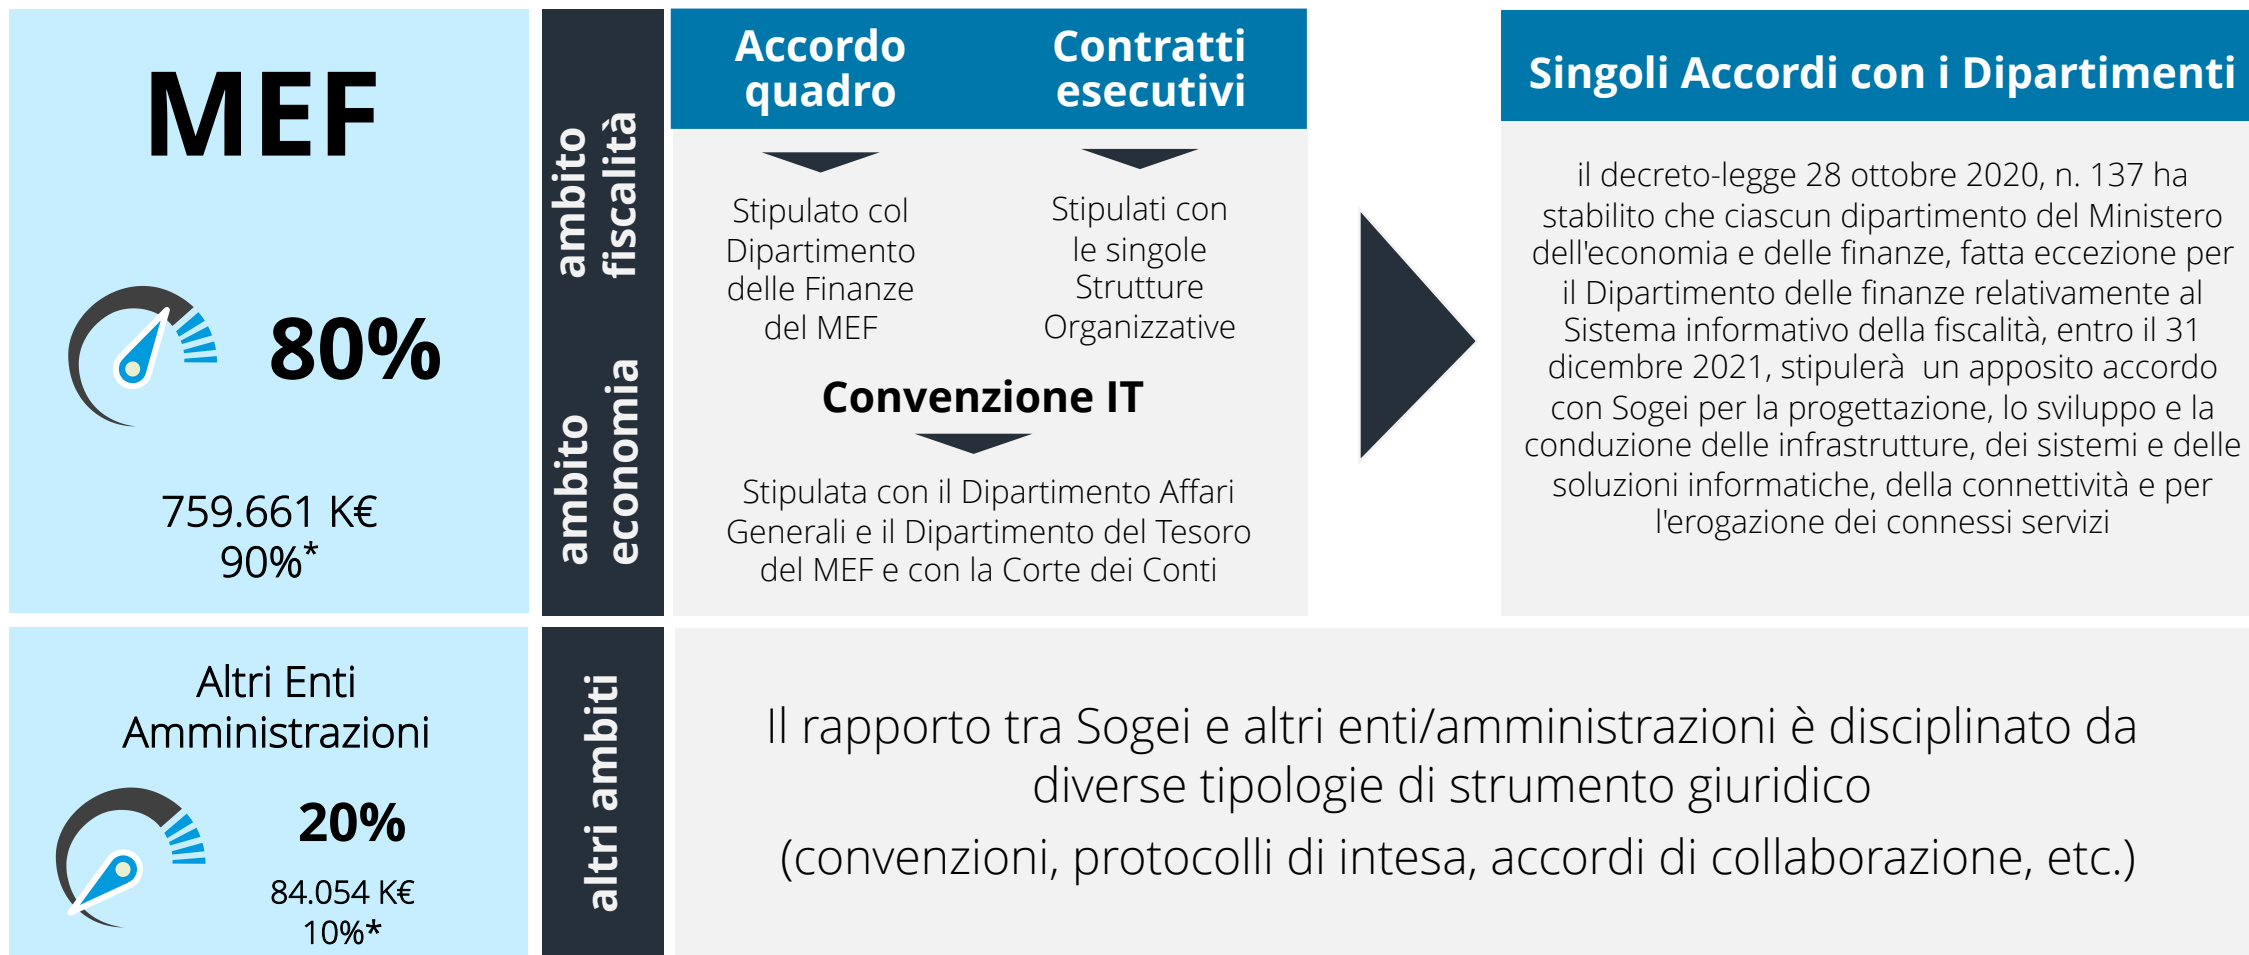 MEF
80%
759.661 K€
90%*
ambito
fiscalità
ambito
economia
Accordo
quadro
Stipulato col
Dipartimento
delle Finanze
del MEF
Contratti
esecutivi
Stipulati con
le singole
Strutture
Organizzative
Convenzione IT
Stipulata con il Dipartimento Affari
Generali e il Dipartimento del Tesoro
del MEF e con la Corte dei Conti
Singoli Accordi con i Dipartimenti
il decreto-legge 28 ottobre 2020, n. 137 ha
stabilito che ciascun dipartimento del Ministero
dell'economia e delle finanze, fatta eccezione per
il Dipartimento delle finanze relativamente al
Sistema informativo della fiscalità, entro il 31
dicembre 2021, stipulerà  un apposito accordo
con Sogei per la progettazione, lo sviluppo e la
conduzione delle infrastrutture, dei sistemi e delle
soluzioni informatiche, della connettività e per
l'erogazione dei connessi servizi
Altri Enti
Amministrazioni
20%
84.054 K€
10%*
altri ambiti
Il rapporto tra Sogei e altri enti/amministrazioni è disciplinato da
diverse tipologie di strumento giuridico
(convenzioni, protocolli di intesa, accordi di collaborazione, etc.)